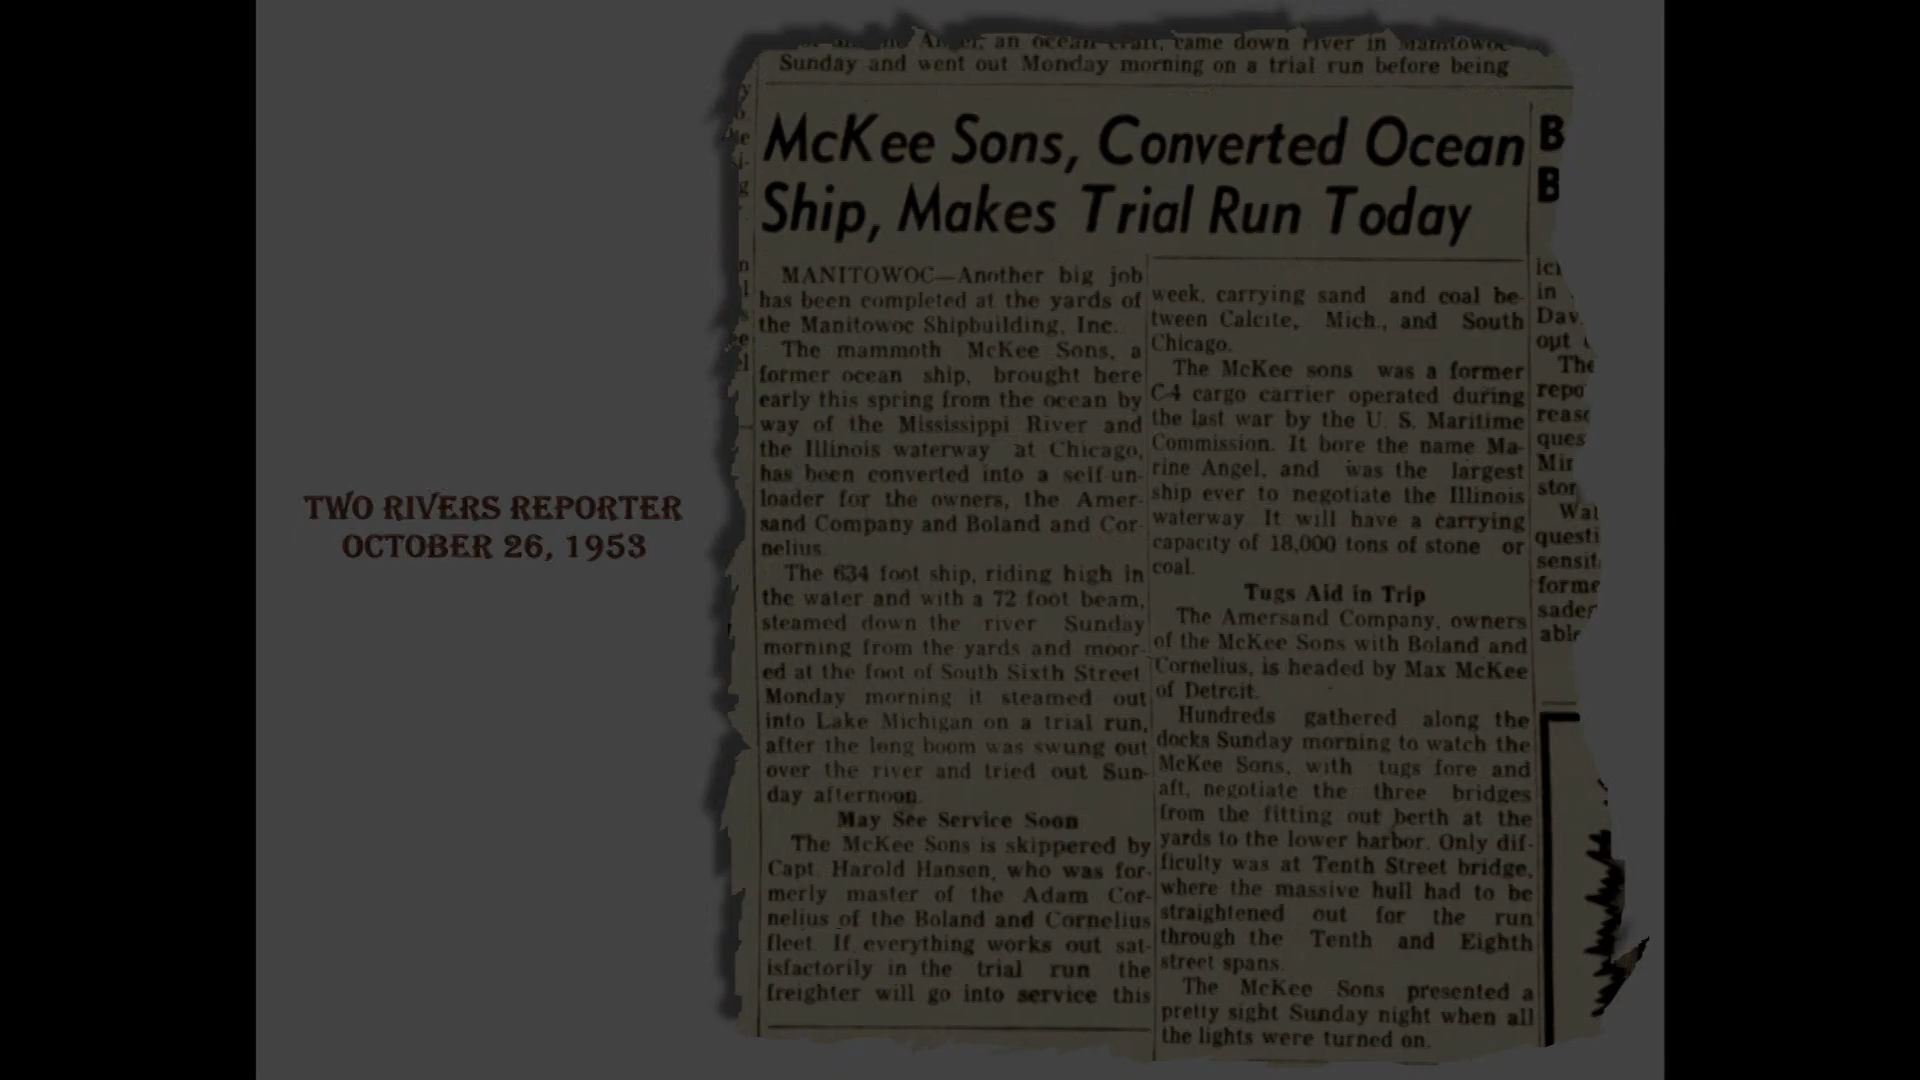 TWO RIVERS REPORTER
OCTOBER 26, 1953
an ocean craft, came down river in Manitowoc
Sunday and went out Monday morning on a trial run before being
McKee Sons, Converted Ocean
Ship, Makes Trial Run Today
MANITOWOC—Another big job
has been completed at the yards of
the Manitowoc Shipbuilding, Inc.
The mammoth McKee Sons, a
former ocean ship, brought here
early this spring from the ocean by
way of the Mississippi River and
the Illinois waterway at Chicago,
has been converted into a self-un-
loader for the owners, the Amer-
sand Company and Boland and Cor-
nelius.
The 634 foot ship, riding high in
the water and with a 72 foot beam,
steamed down the river Sunday
morning from the yards and moor-
ed at the foot of South Sixth Street
Monday morning it steamed out
into Lake Michigan on a trial run,
after the long boom was swung out
over the river and tried out Sun-
day afternoon.
May See Service Soon
The McKee Sons is skippered by
Capt. Harold Hansen, who was for-
merly master of the Adam Cor-
nelius of the Boland and Cornelius
fleet. If everything works out sat-
isfactorily in the trial run the
freighter will go into service this
week, carrying sand and coal be-
tween Calcite, Mich., and South
Chicago.
The McKee sons was a former
C-4 cargo carrier operated during
the last war by the U. S. Maritime
Commission. It bore the name Ma-
rine Angel, and was the largest
ship ever to negotiate the Illinois
waterway. It will have a carrying
capacity of 18,000 tons of stone or
coal.
Tugs Aid in Trip
The Amersand Company, owners
of the McKee Sons with Boland and
Cornelius, is headed by Max McKee
of Detroit.
Hundreds gathered along the
docks Sunday morning to watch the
McKee Sons, with tugs fore and
aft, negotiate the three bridges
from the fitting out berth at the
yards to the lower harbor. Only dif-
ficulty was at Tenth Street bridge,
where the massive hull had to be
straightened out for the run
through the Tenth and Eighth
street spans.
The McKee Sons presented a
pretty sight Sunday night when all
the lights were turned on.
B
B
in
The
questi